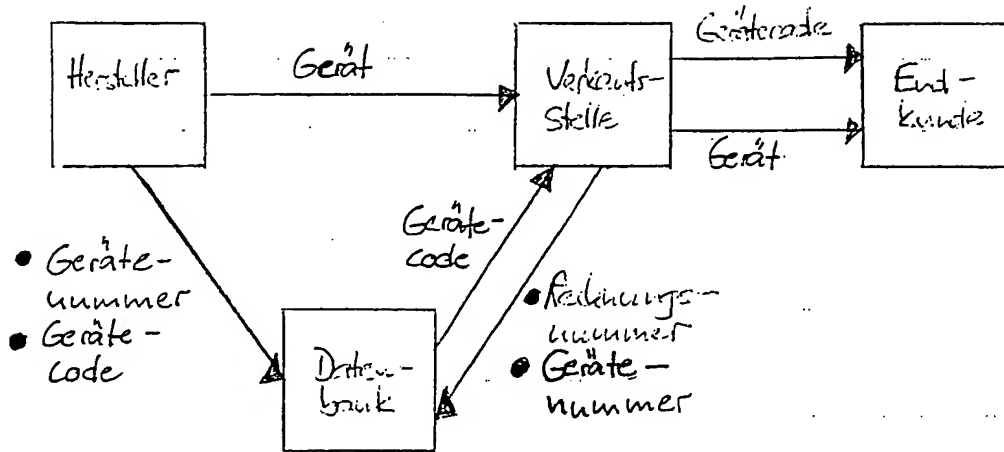 Hersteller
Gerät
Verkaufs-
stelle
Gerätecode
Gerät
End-
kunde
• Geräte-
nummer
• Geräte-
code
Geräte-
code
• Rechnungs-
nummer
• Geräte-
nummer
Daten-
bank